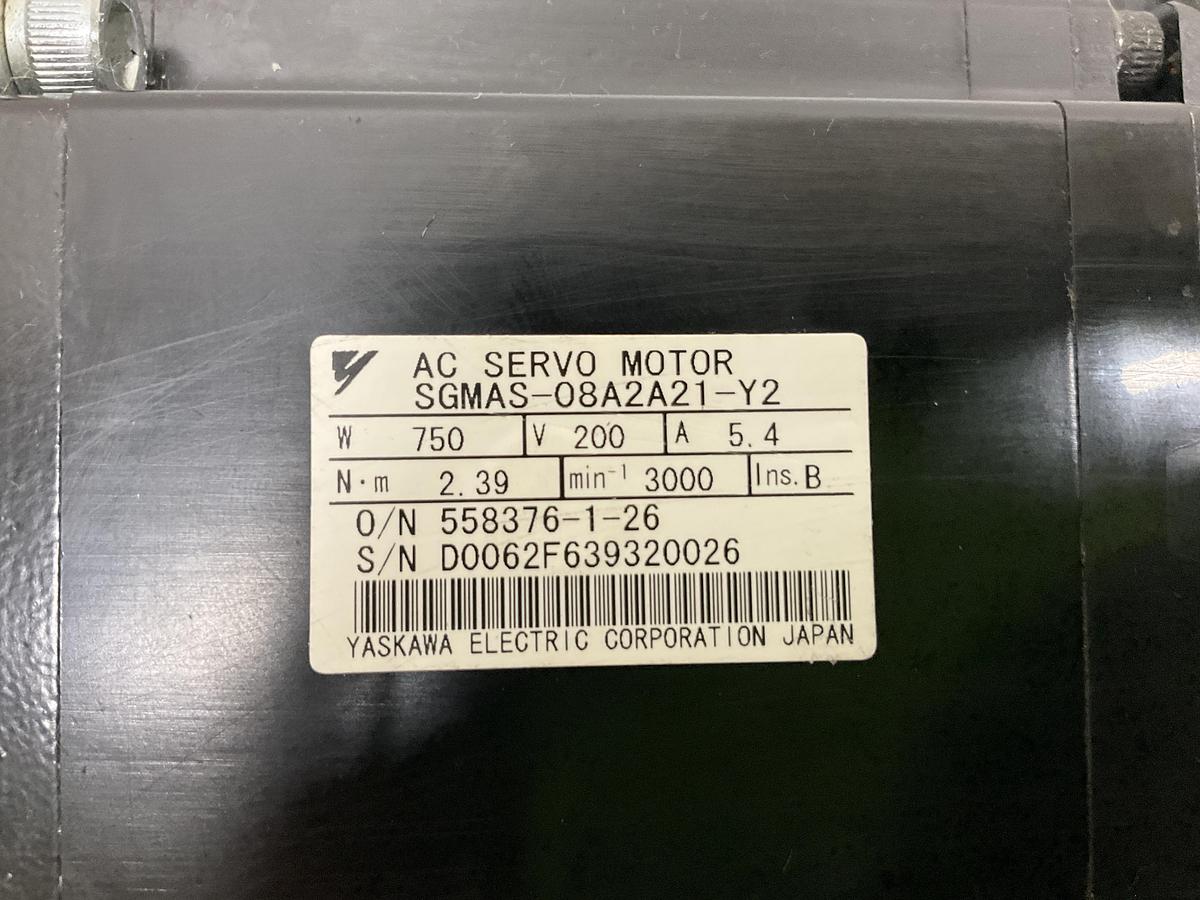 AC SERVO MOTOR
SGMAS-08A2A21-Y2
W 750 V 200 A 5.4
N·m 2.39 min⁻¹ 3000 Ins. B
O/N 558376-1-26
S/N D0062F639320026
YASKAWA ELECTRIC CORPORATION JAPAN